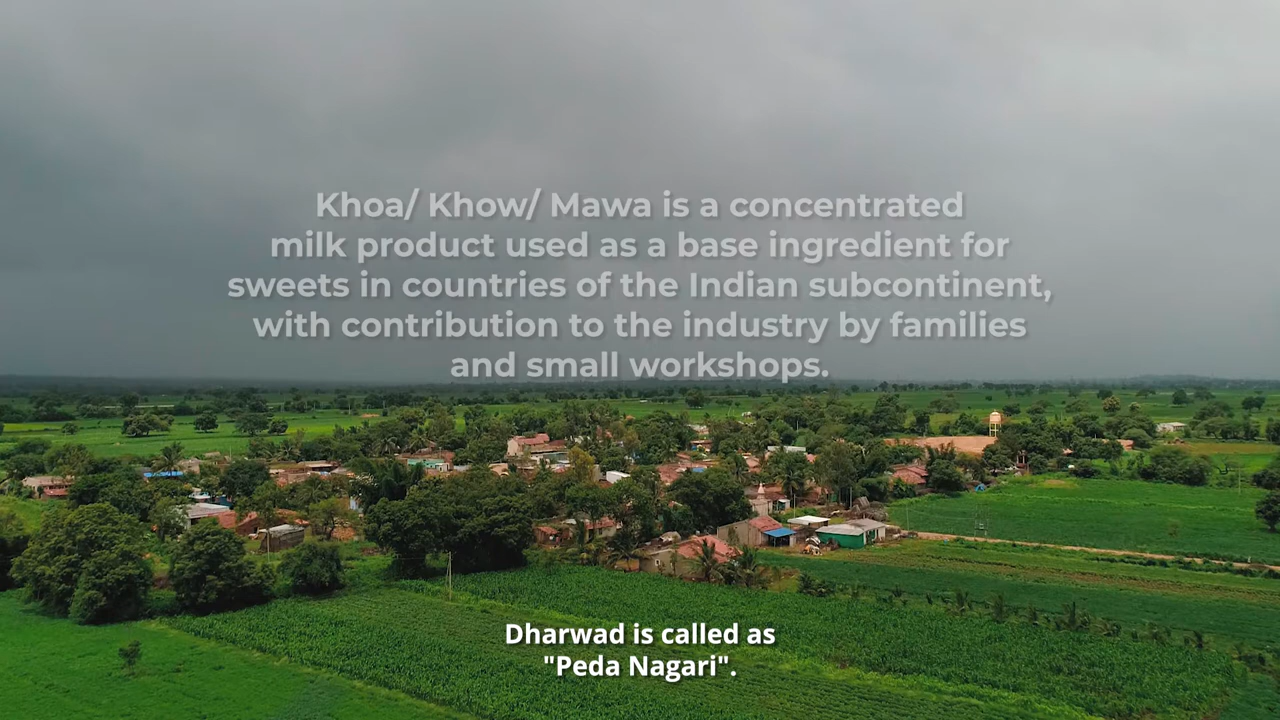 Khoa/ Khow/ Mawa is a concentrated
milk product used as a base ingredient for
sweets in countries of the Indian subcontinent,
with contribution to the industry by families
and small workshops.
Dharwad is called as
"Peda Nagari".